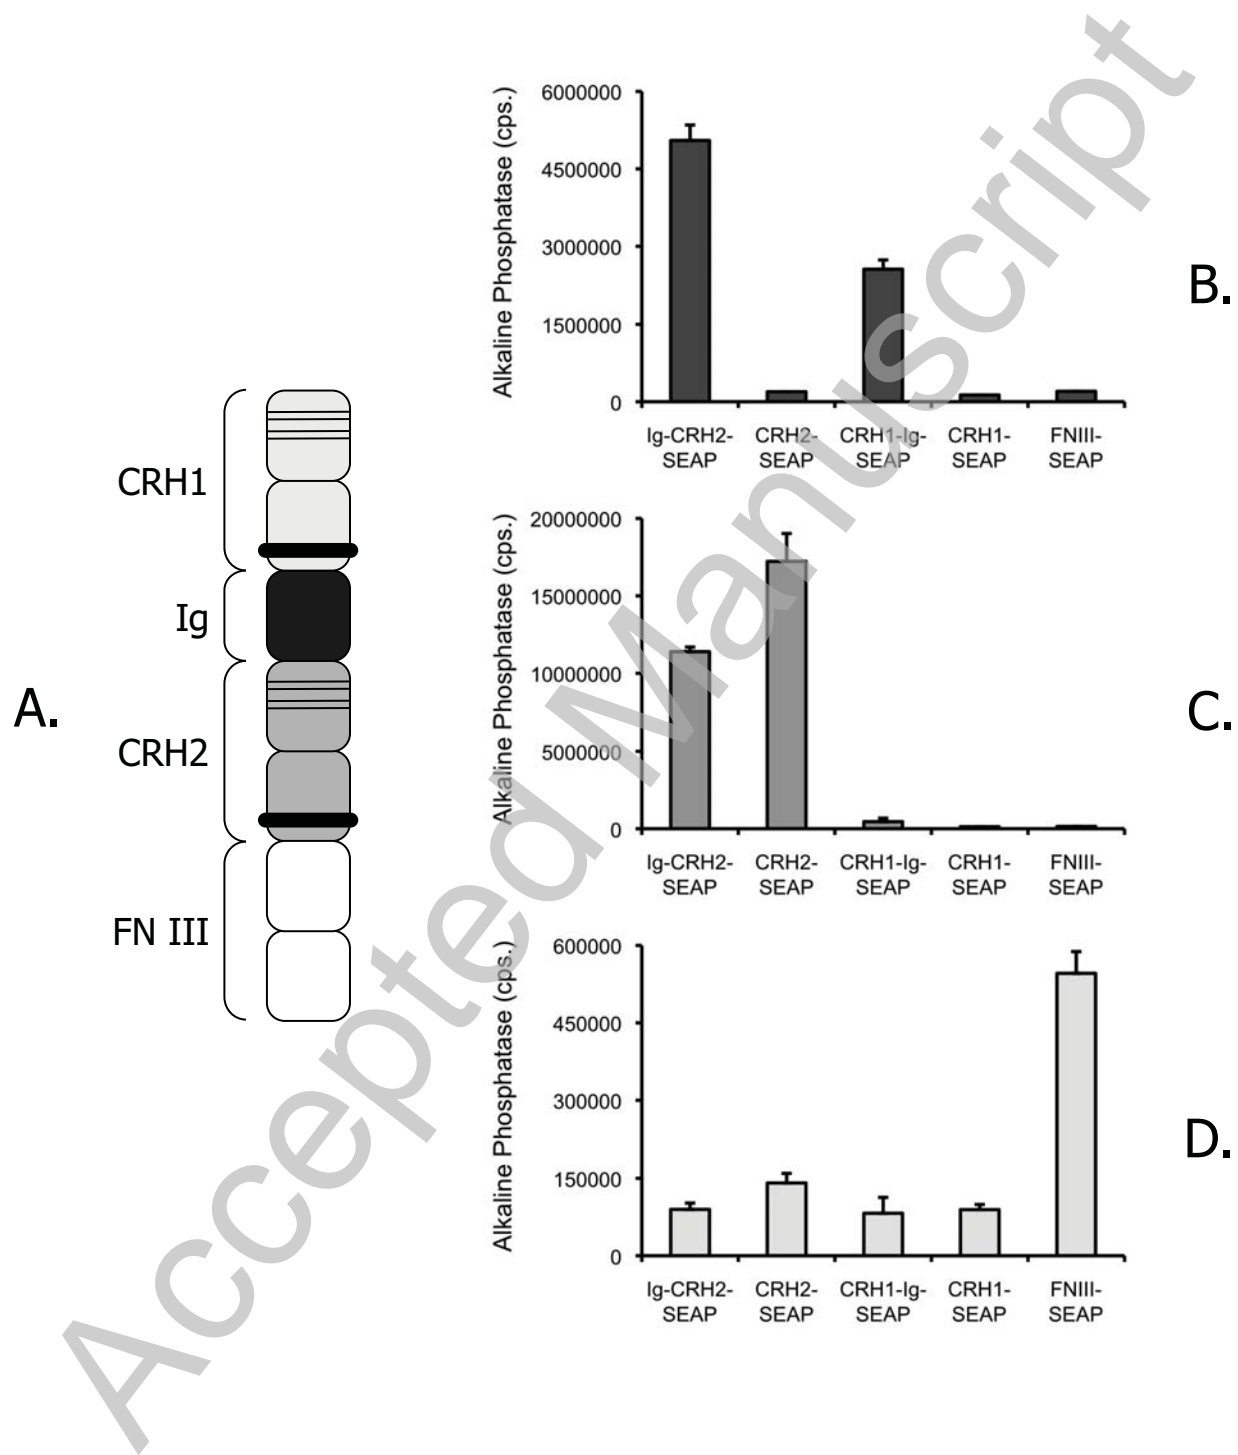 A.
CRH1
Ig
CRH2
FN III
B.
Alkaline Phosphatase (cps.)
6000000
4500000
3000000
1500000
0
Ig-CRH2-
SEAP
CRH2-
SEAP
CRH1-Ig-
SEAP
CRH1-
SEAP
FNIII-
SEAP
C.
Alkaline Phosphatase (cps.)
20000000
15000000
10000000
5000000
0
Ig-CRH2-
SEAP
CRH2-
SEAP
CRH1-Ig-
SEAP
CRH1-
SEAP
FNIII-
SEAP
D.
Alkaline Phosphatase (cps.)
600000
450000
300000
150000
0
Ig-CRH2-
SEAP
CRH2-
SEAP
CRH1-Ig-
SEAP
CRH1-
SEAP
FNIII-
SEAP
Accepted Manuscript